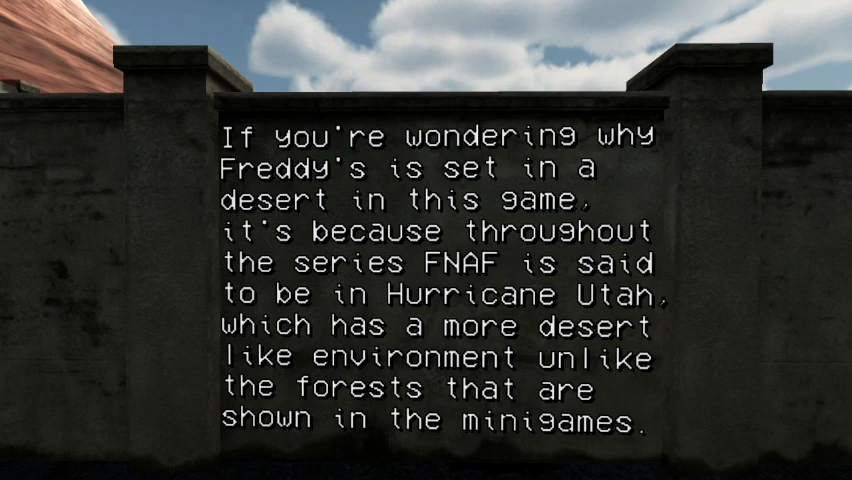 If you're wondering why
Freddy's is set in a
desert in this game,
it's because throughout
the series FNAF is said
to be in Hurricane Utah,
which has a more desert
like environment unlike
the forests that are
shown in the minigames.